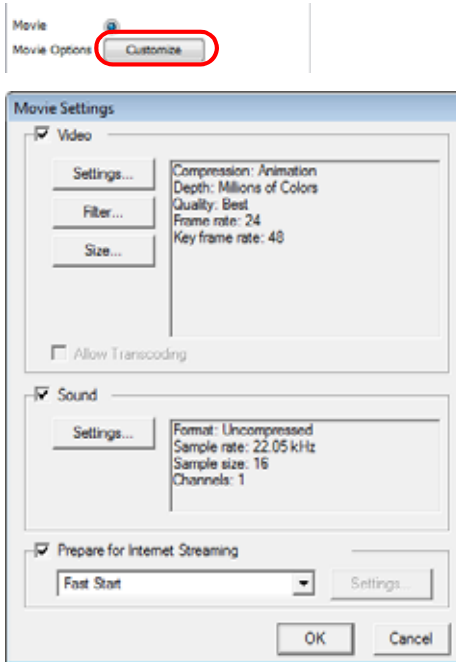 Movie
Movie Options Customize
Movie Settings
Video
Settings...
Filter...
Size...
Compression: Animation
Depth: Millions of Colors
Quality: Best
Frame rate: 24
Key frame rate: 48
Allow Transcoding
Sound
Settings...
Format: Uncompressed
Sample rate: 22.05 kHz
Sample size: 16
Channels: 1
Prepare for Internet Streaming
Fast Start Settings...
OK Cancel